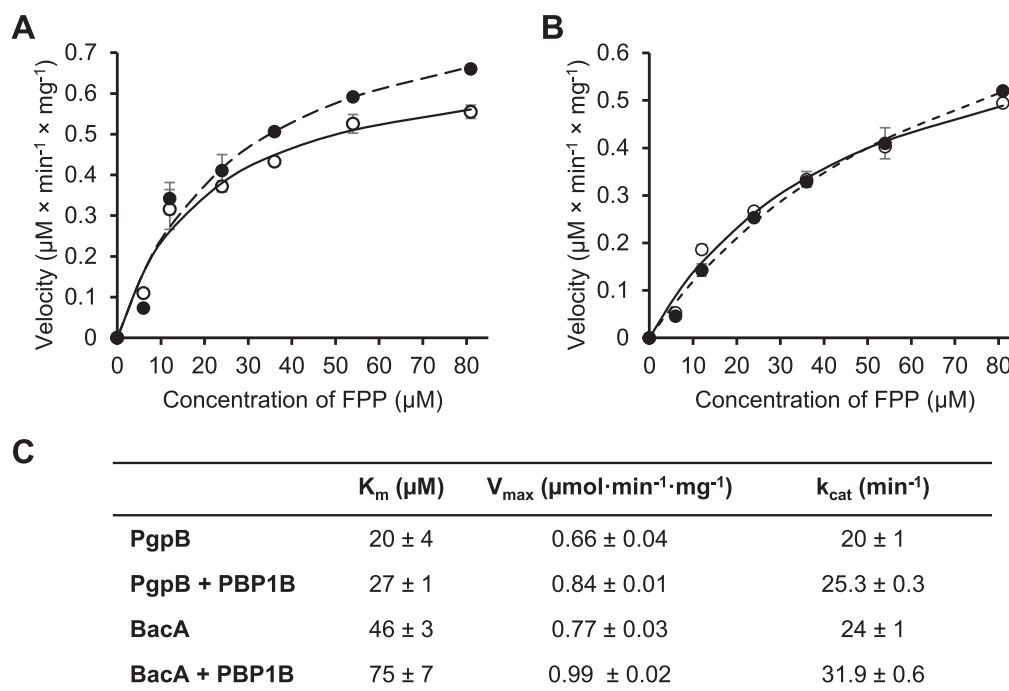 A
Velocity (µM × min⁻¹ × mg⁻¹)
0.7
0.6
0.5
0.4
0.3
0.2
0.1
0
0 10 20 30 40 50 60 70 80
Concentration of FPP (µM)
B
Velocity (µM × min⁻¹ × mg⁻¹)
0.6
0.5
0.4
0.3
0.2
0.1
0
0 10 20 30 40 50 60 70 80
Concentration of FPP (µM)
C
Kₘ (µM) Vₘₐₓ (µmol·min⁻¹·mg⁻¹) k_cat (min⁻¹)
PgpB 20 ± 4 0.66 ± 0.04 20 ± 1
PgpB + PBP1B 27 ± 1 0.84 ± 0.01 25.3 ± 0.3
BacA 46 ± 3 0.77 ± 0.03 24 ± 1
BacA + PBP1B 75 ± 7 0.99 ± 0.02 31.9 ± 0.6